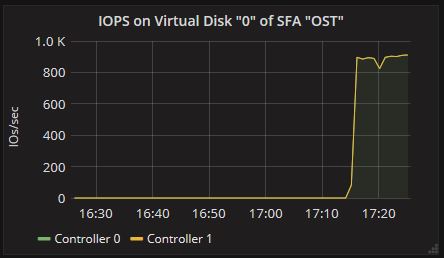 IOPS on Virtual Disk "0" of SFA "OST"
1.0 K
800
600
400
200
0
IOs/sec
16:30 16:40 16:50 17:00 17:10 17:20
Controller 0 Controller 1